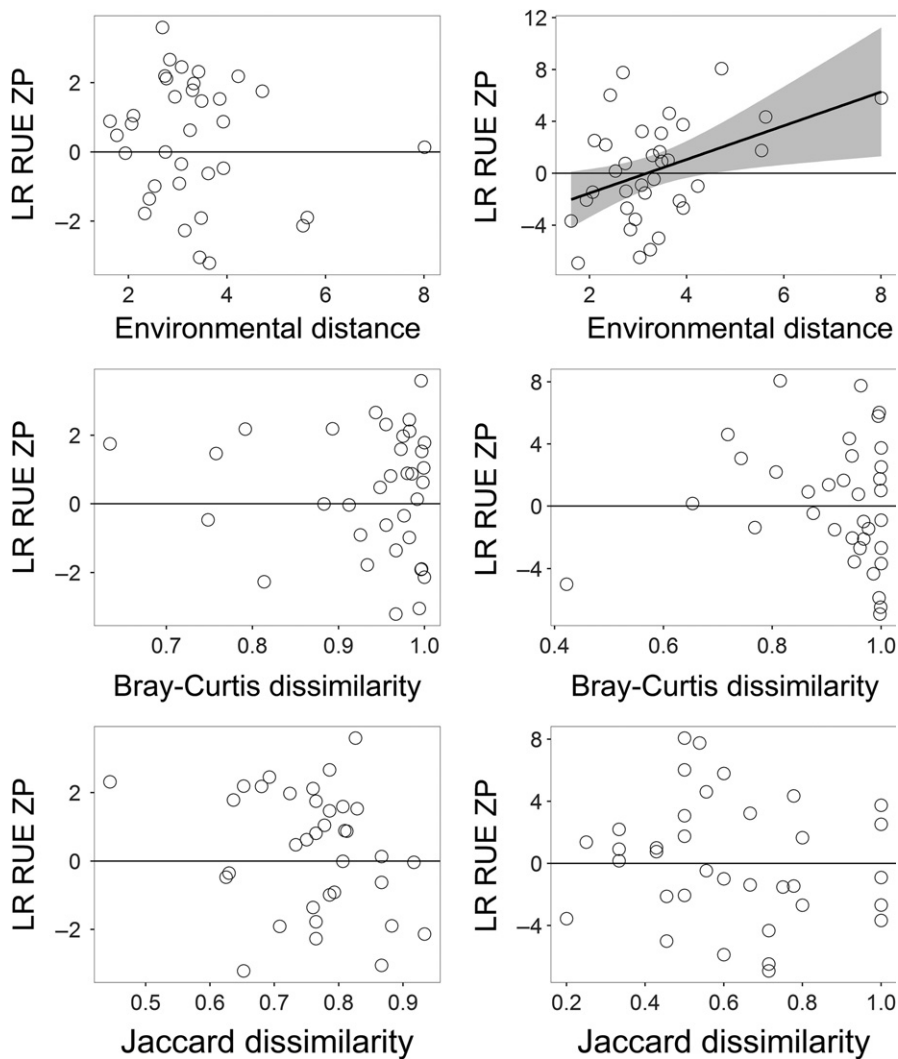 LR RUE ZP
2
0
−2
2 4 6 8
Environmental distance
LR RUE ZP
12
8
4
0
−4
2 4 6 8
Environmental distance
LR RUE ZP
2
0
−2
0.7 0.8 0.9 1.0
Bray-Curtis dissimilarity
LR RUE ZP
8
4
0
−4
0.4 0.6 0.8 1.0
Bray-Curtis dissimilarity
LR RUE ZP
2
0
−2
0.5 0.6 0.7 0.8 0.9
Jaccard dissimilarity
LR RUE ZP
8
4
0
−4
0.2 0.4 0.6 0.8 1.0
Jaccard dissimilarity